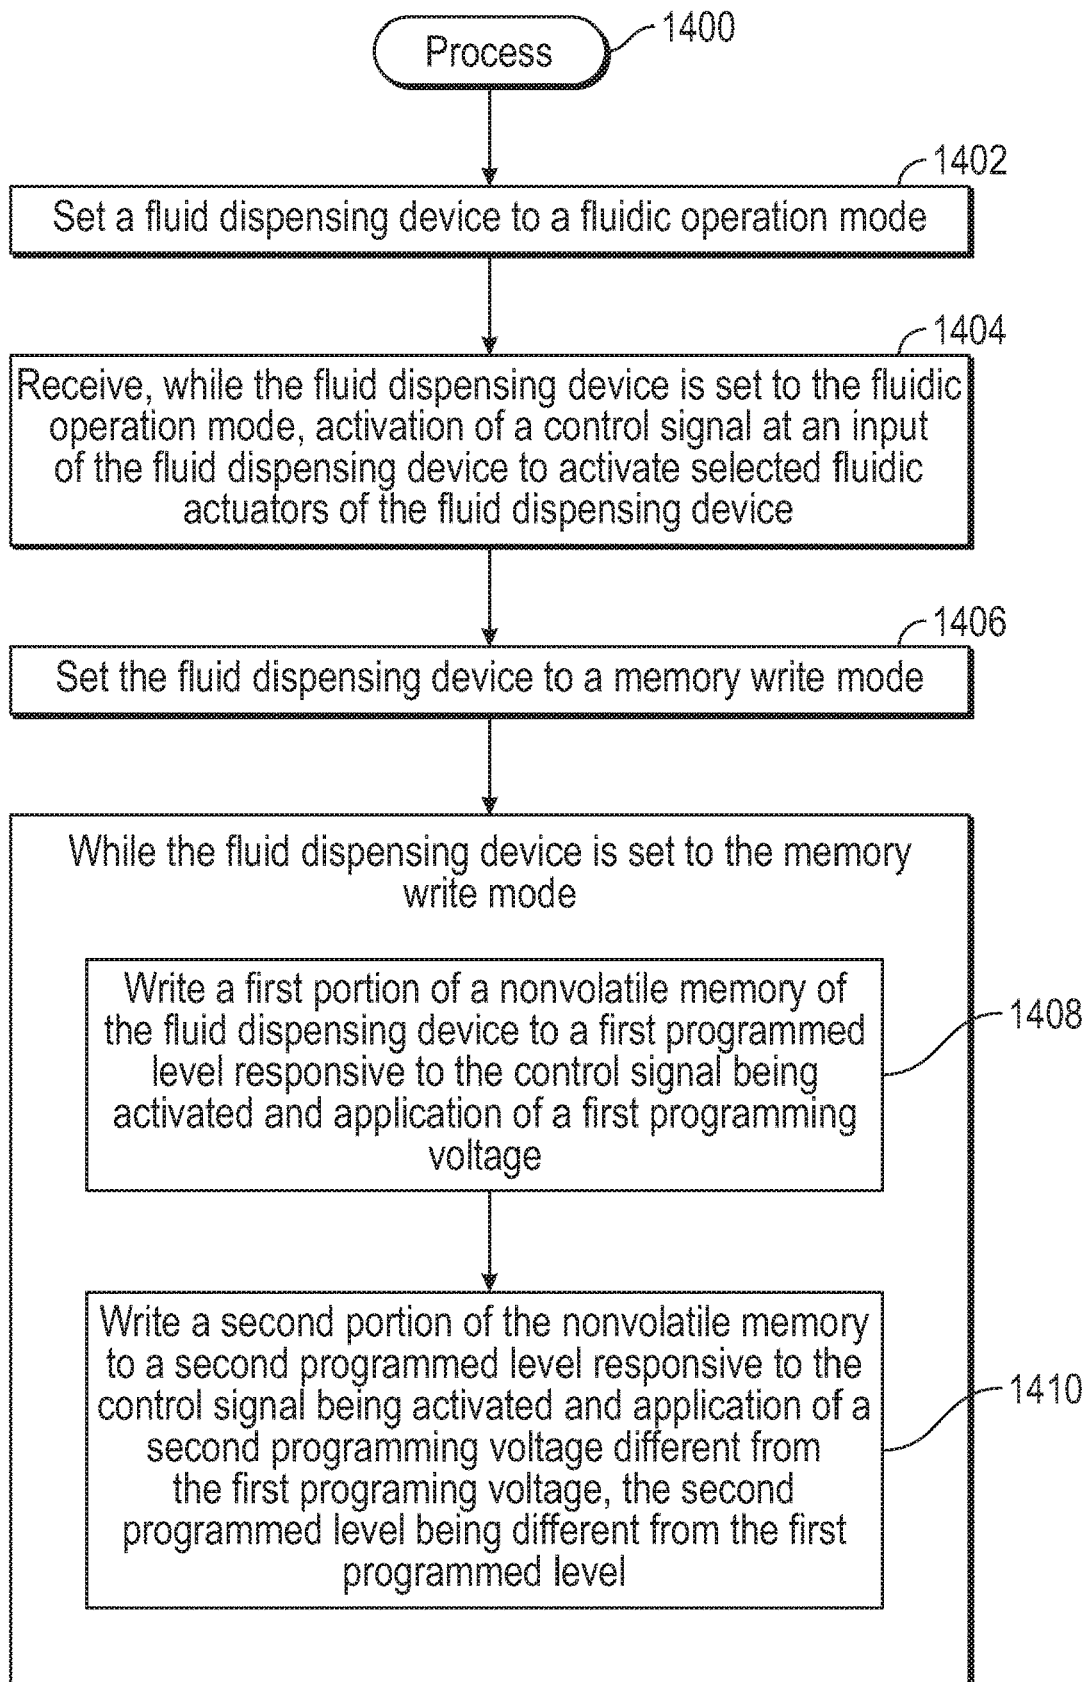 Process
1400
1402
Set a fluid dispensing device to a fluidic operation mode
1404
Receive, while the fluid dispensing device is set to the fluidic
operation mode, activation of a control signal at an input
of the fluid dispensing device to activate selected fluidic
actuators of the fluid dispensing device
1406
Set the fluid dispensing device to a memory write mode
While the fluid dispensing device is set to the memory
write mode
Write a first portion of a nonvolatile memory of
the fluid dispensing device to a first programmed
level responsive to the control signal being
activated and application of a first programming
voltage
1408
Write a second portion of the nonvolatile memory
to a second programmed level responsive to the
control signal being activated and application of a
second programming voltage different from
the first programing voltage, the second
programmed level being different from the first
programmed level
1410